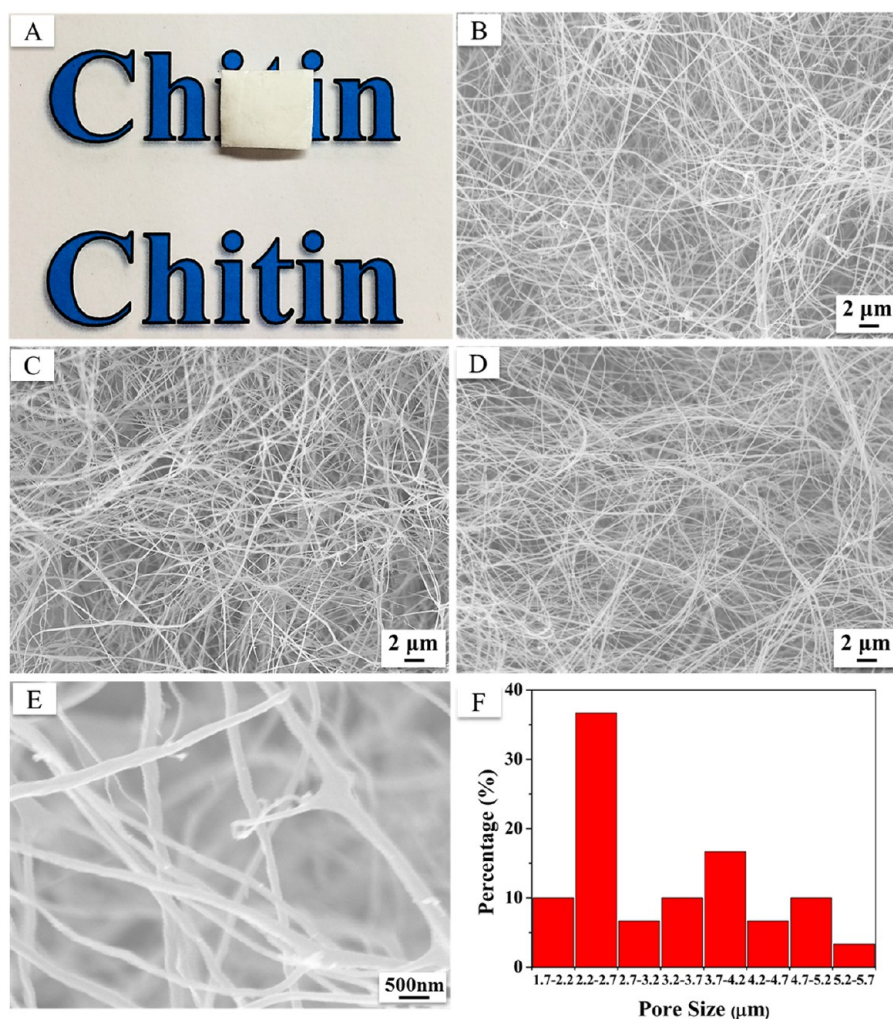 A
Chitin
Chitin
B
2 μm
C
2 μm
D
2 μm
E
500nm
F
40
30
20
10
0
Percentage (%)
1.7-2.2 2.2-2.7 2.7-3.2 3.2-3.7 3.7-4.2 4.2-4.7 4.7-5.2 5.2-5.7
Pore Size (μm)